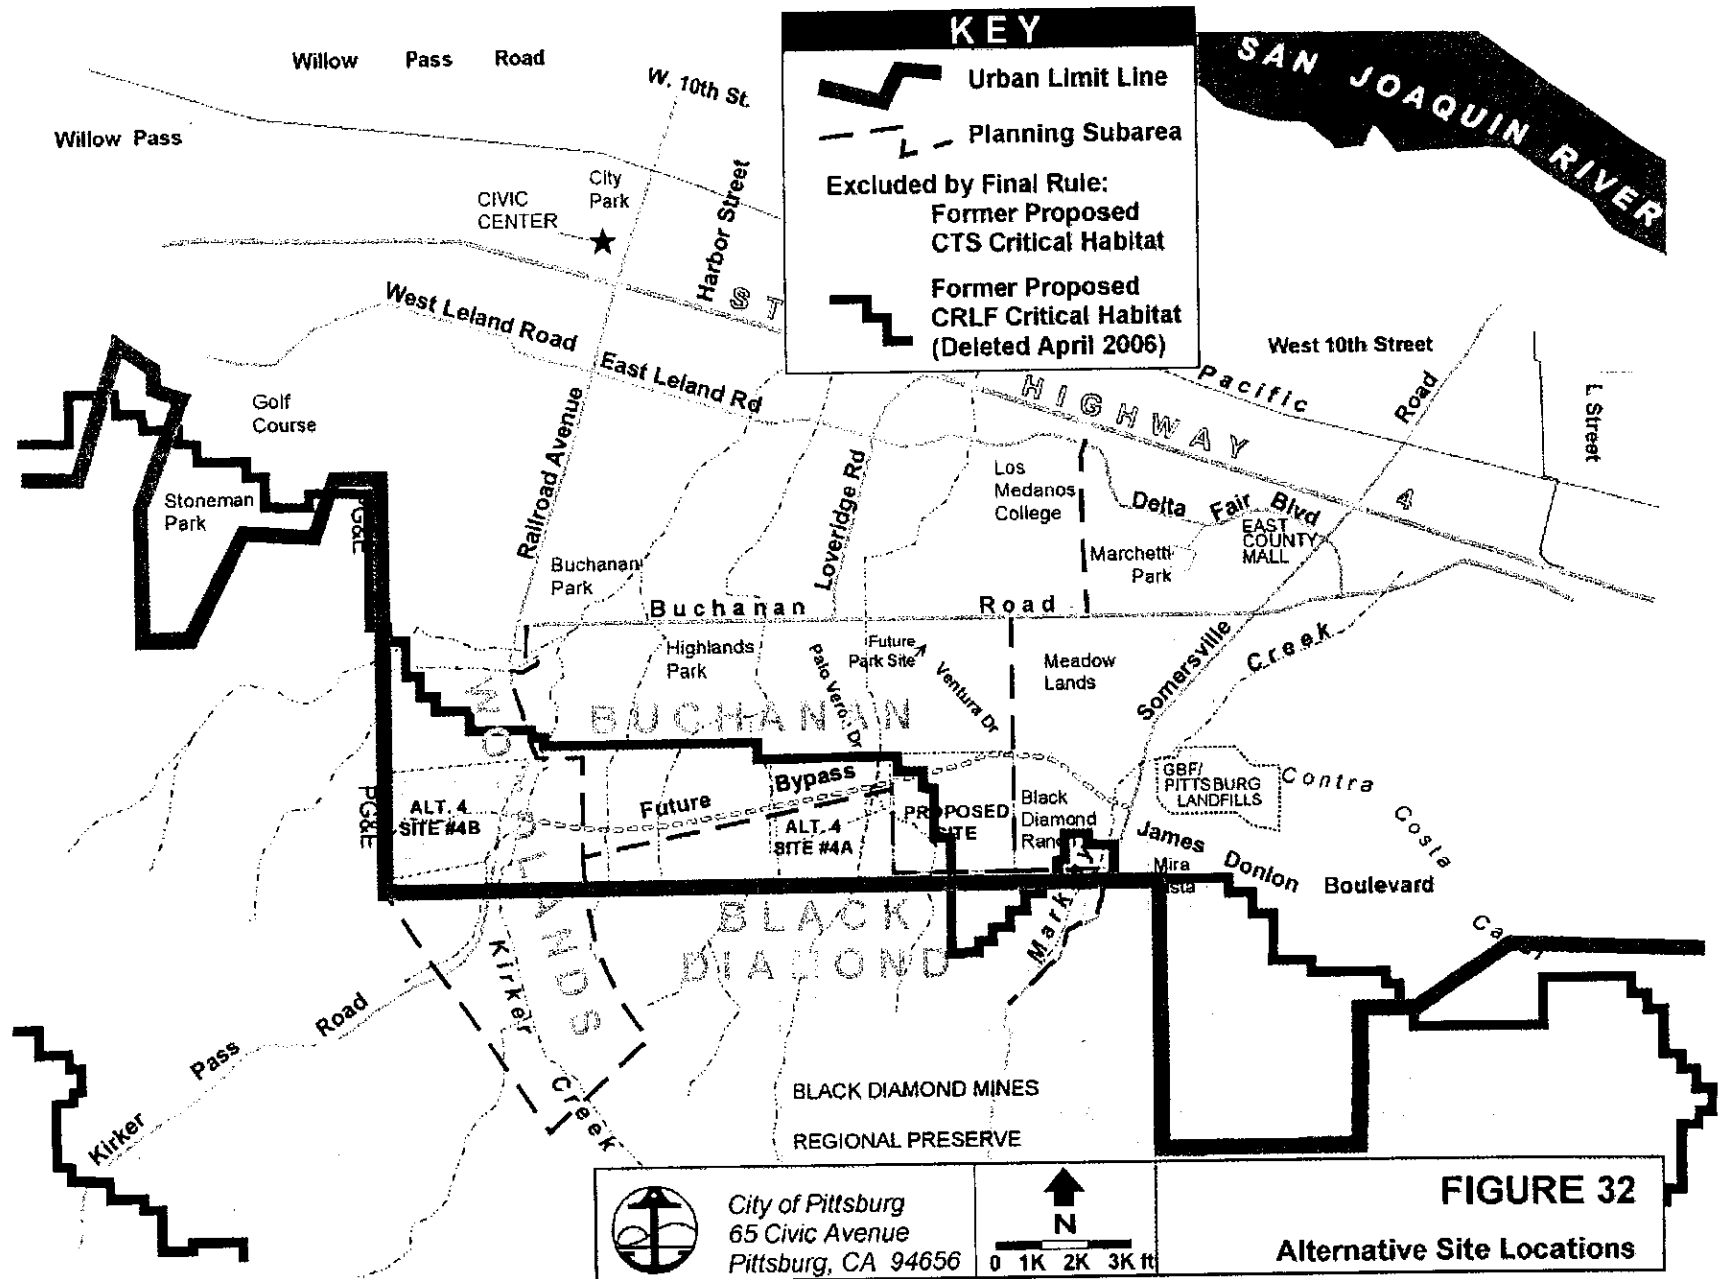 KEY
Urban Limit Line
Planning Subarea
Excluded by Final Rule:
Former Proposed
CTS Critical Habitat
Former Proposed
CRLF Critical Habitat
(Deleted April 2006)
SAN JOAQUIN RIVER
Willow Pass Road
W. 10th St.
Willow Pass
City
Park
CIVIC
CENTER
Harbor Street
ST
West Leland Road
East Leland Rd
HIGHWAY
4
Pacific
West 10th Street
L Street
Golf
Course
Stoneman
Park
PG&E
Railroad Avenue
Loveridge Rd
Los
Medanos
College
Delta Fair Blvd
EAST
COUNTY
MALL
Marchetti
Park
Buchanan
Park
Buchanan Road
Somersville Road
Creek
Highlands
Park
Future
Park Site
Ventura Dr
Meadow
Lands
BUCHANAN
WOODLANDS
PG&E
ALT. 4
SITE #4B
Future Bypass
ALT. 4
SITE #4A
PROPOSED
SITE
Black
Diamond
Ranch
GBF/
PITTSBURG
LANDFILLS
Contra Costa
Canal
James Donlon Boulevard
Mira
Vista
BLACK
DIAMOND
Kirker Creek
Kirker Pass Road
BLACK DIAMOND MINES
REGIONAL PRESERVE
City of Pittsburg
65 Civic Avenue
Pittsburg, CA 94656
N
0 1K 2K 3K ft
FIGURE 32
Alternative Site Locations